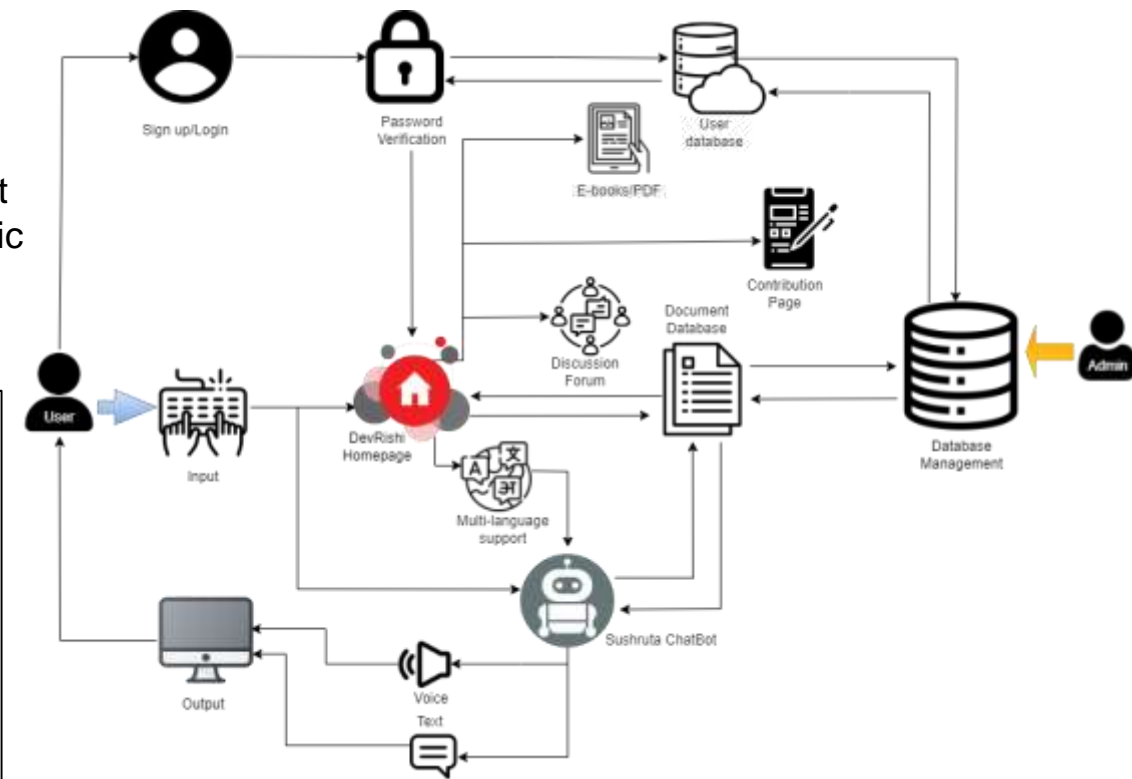 Sign up/Login
Password
Verification
User
database
E-books/PDF
t
ic
Contribution
Page
Document
Database
Discussion
Forum
Admin
User
Input
DevRishi
Homepage
Database
Management
Multi-language
support
Sushruta ChatBot
Output
Voice
Text